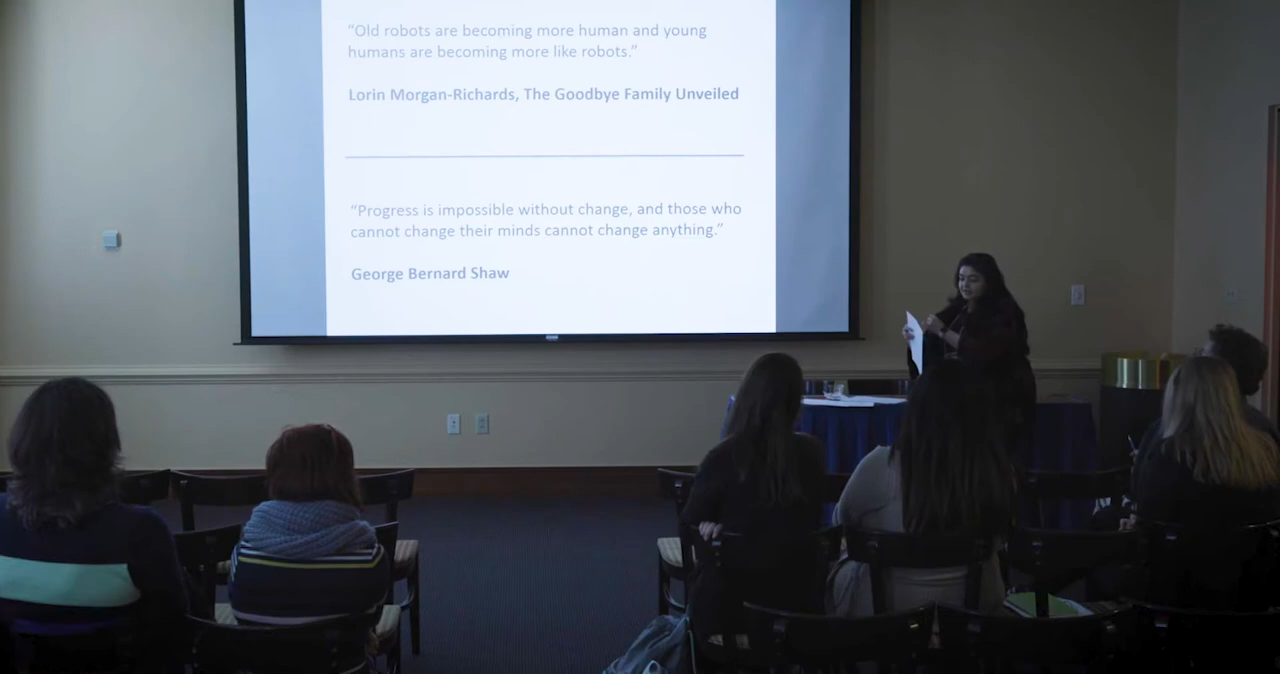 “Old robots are becoming more human and young
humans are becoming more like robots.”
Lorin Morgan-Richards, The Goodbye Family Unveiled
“Progress is impossible without change, and those who
cannot change their minds cannot change anything.”
George Bernard Shaw